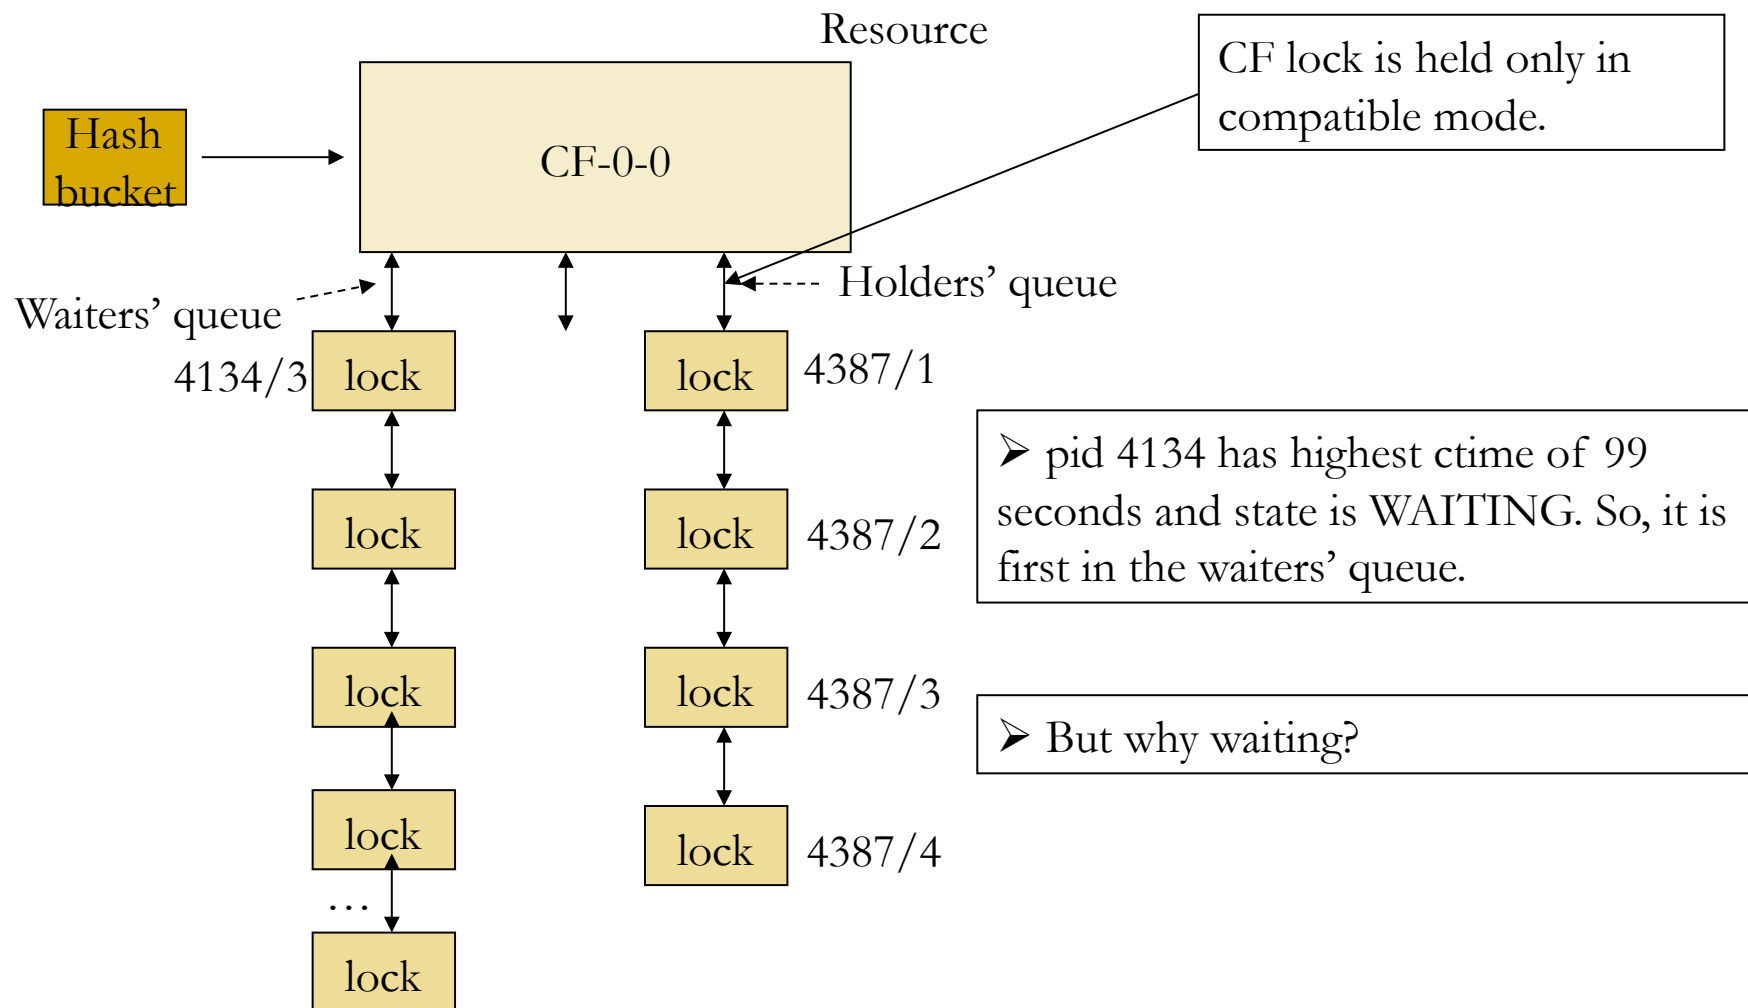 Resource
CF lock is held only in
compatible mode.
Hash
bucket
CF-0-0
Waiters’ queue
Holders’ queue
4134/3
lock
lock
4387/1
➢ pid 4134 has highest ctime of 99
seconds and state is WAITING. So, it is
first in the waiters’ queue.
lock
lock
4387/2
lock
lock
4387/3
➢ But why waiting?
lock
lock
4387/4
…
lock